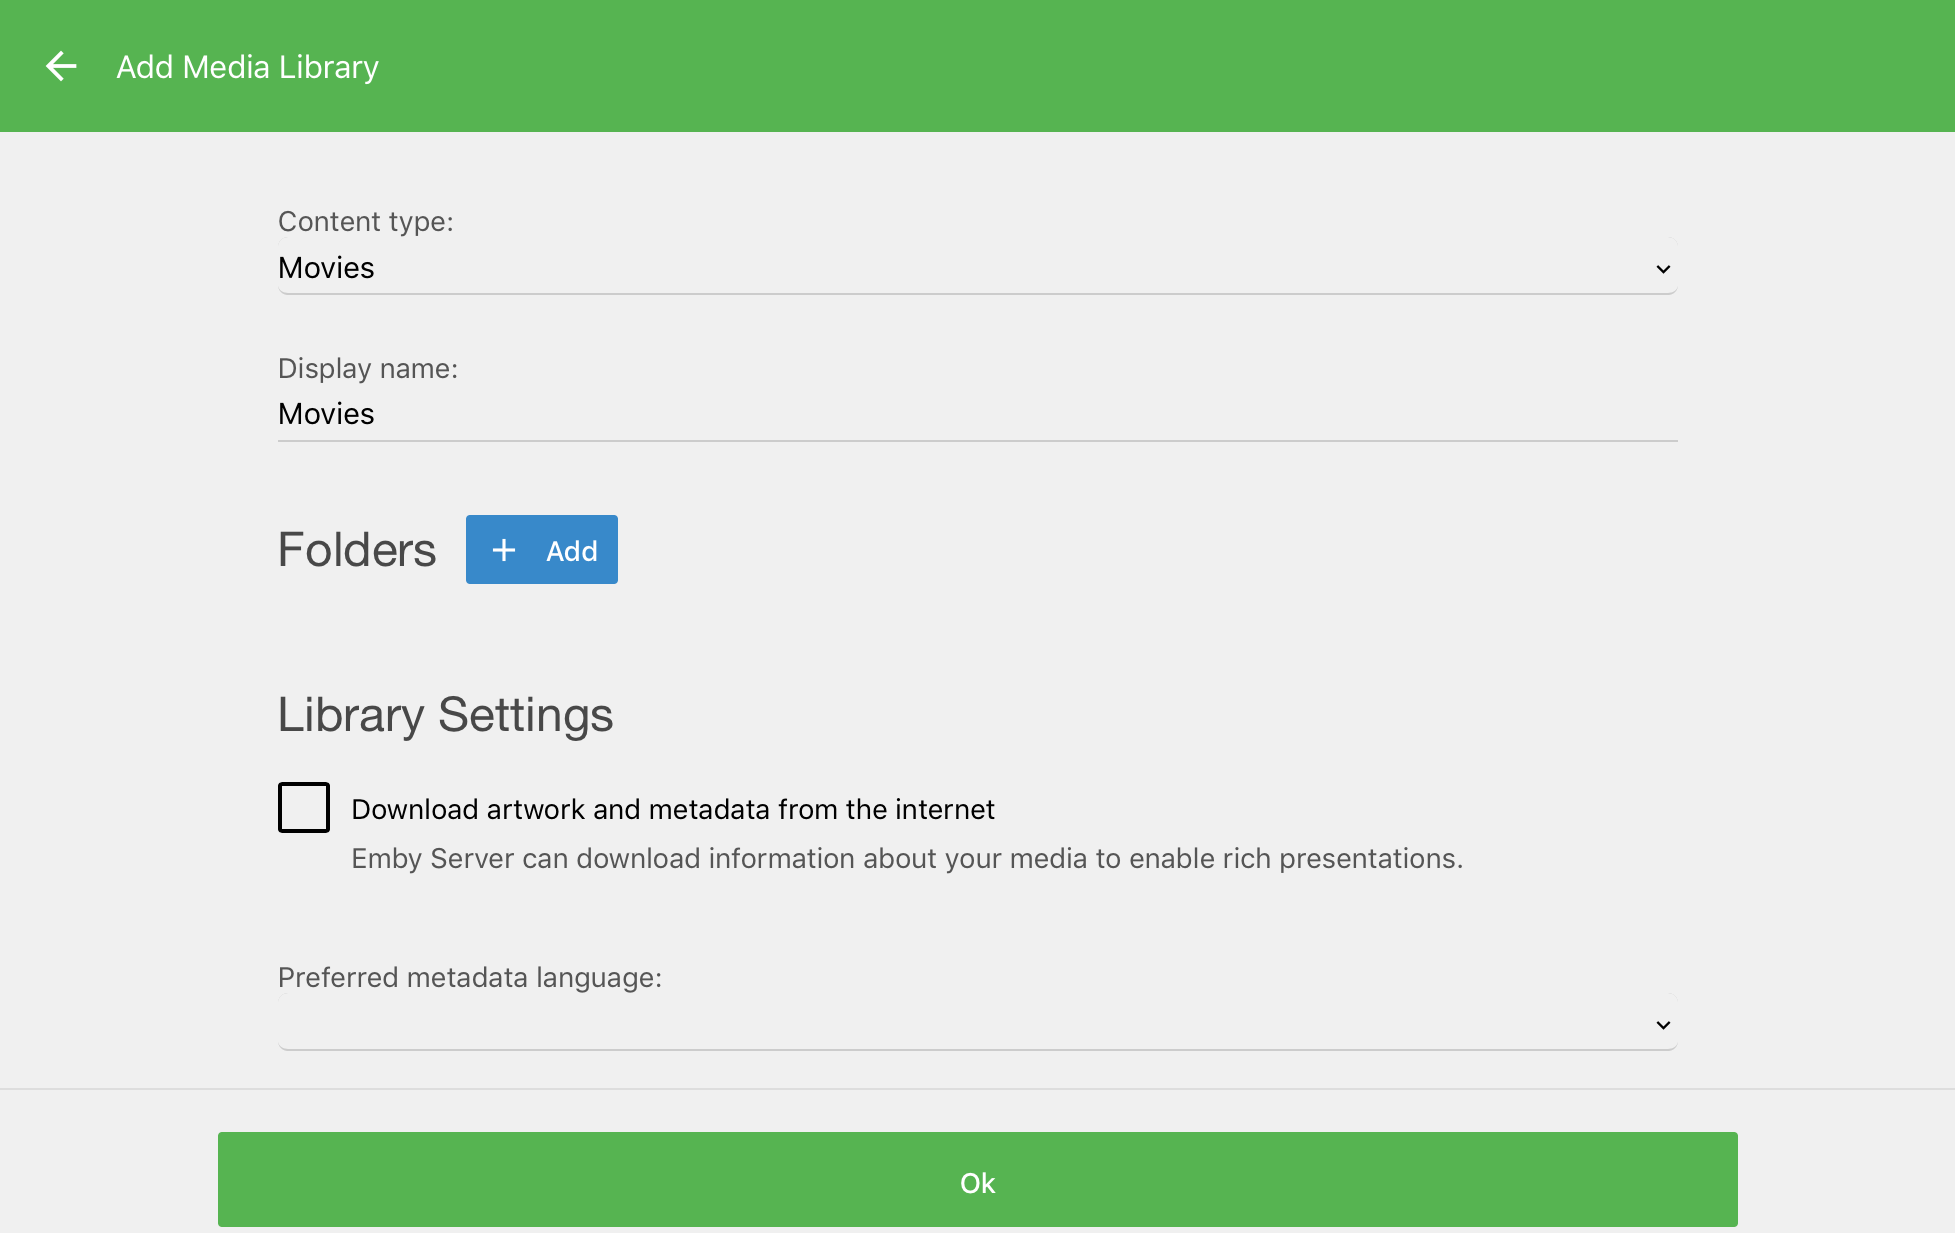 Add Media Library
Content type:
Movies
Display name:
Movies
Folders
+ Add
Library Settings
Download artwork and metadata from the internet
Emby Server can download information about your media to enable rich presentations.
Preferred metadata language:
Ok